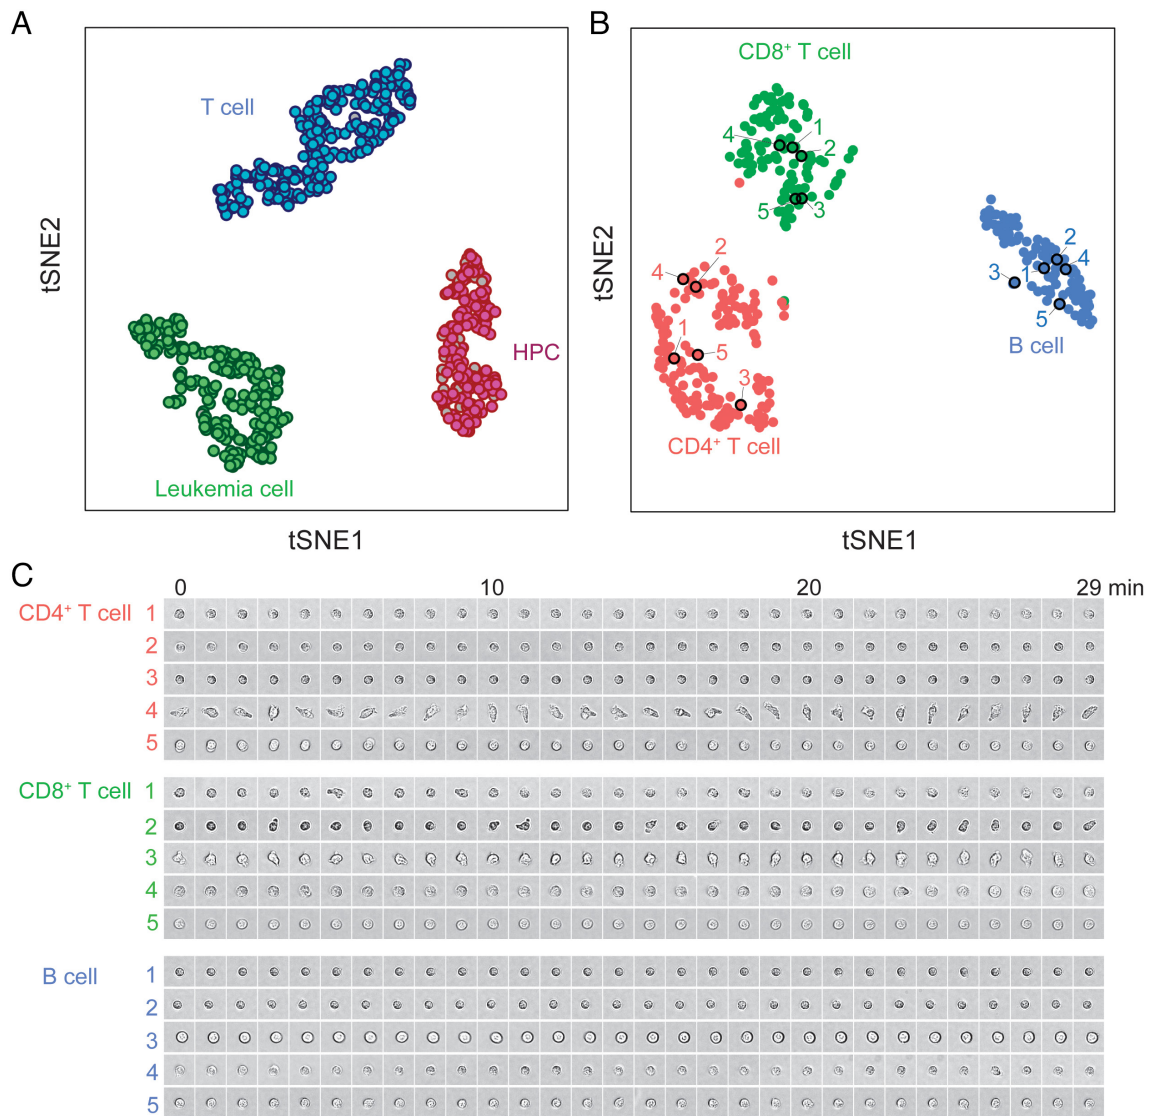 A
T cell
HPC
Leukemia cell
tSNE2
tSNE1
B
CD8⁺ T cell
4
1
2
5
3
4
2
1
5
3
CD4⁺ T cell
2
3
1
4
5
B cell
tSNE2
tSNE1
C
0 10 20 29 min
CD4⁺ T cell 1
2
3
4
5
CD8⁺ T cell 1
2
3
4
5
B cell 1
2
3
4
5